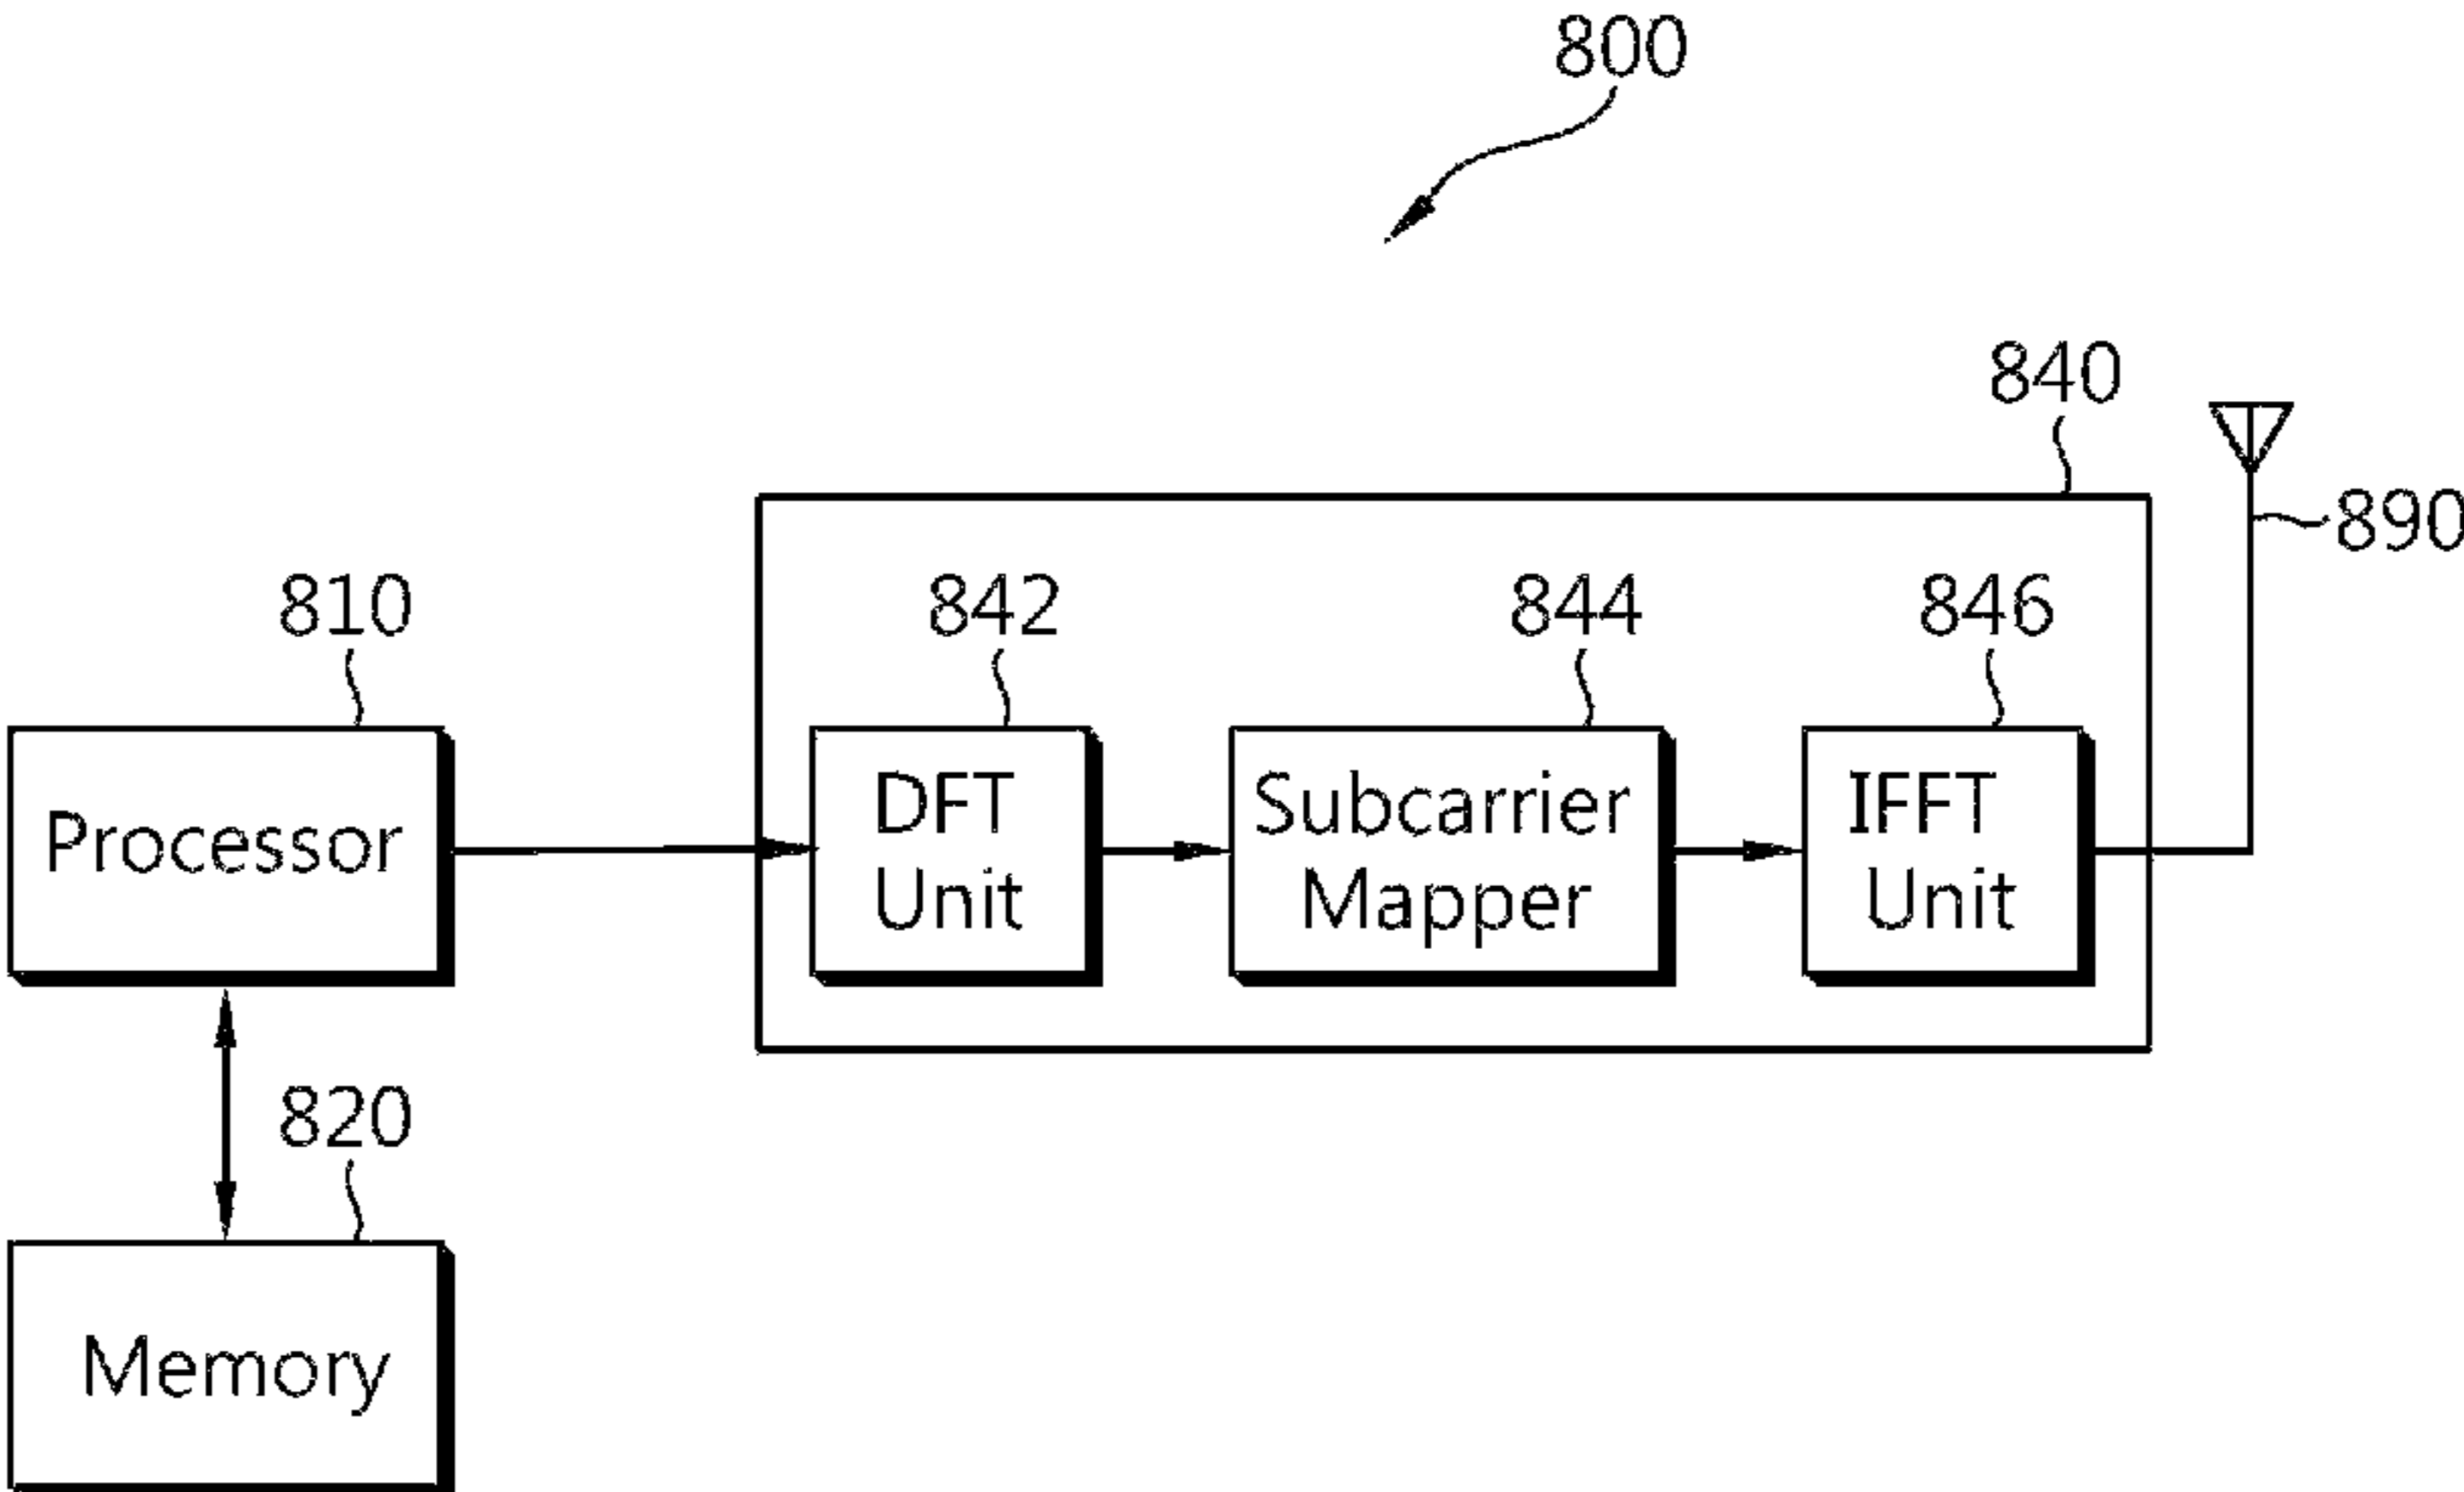 800
840
890
810
842
844
846
Processor
DFT
Unit
Subcarrier
Mapper
IFFT
Unit
820
Memory